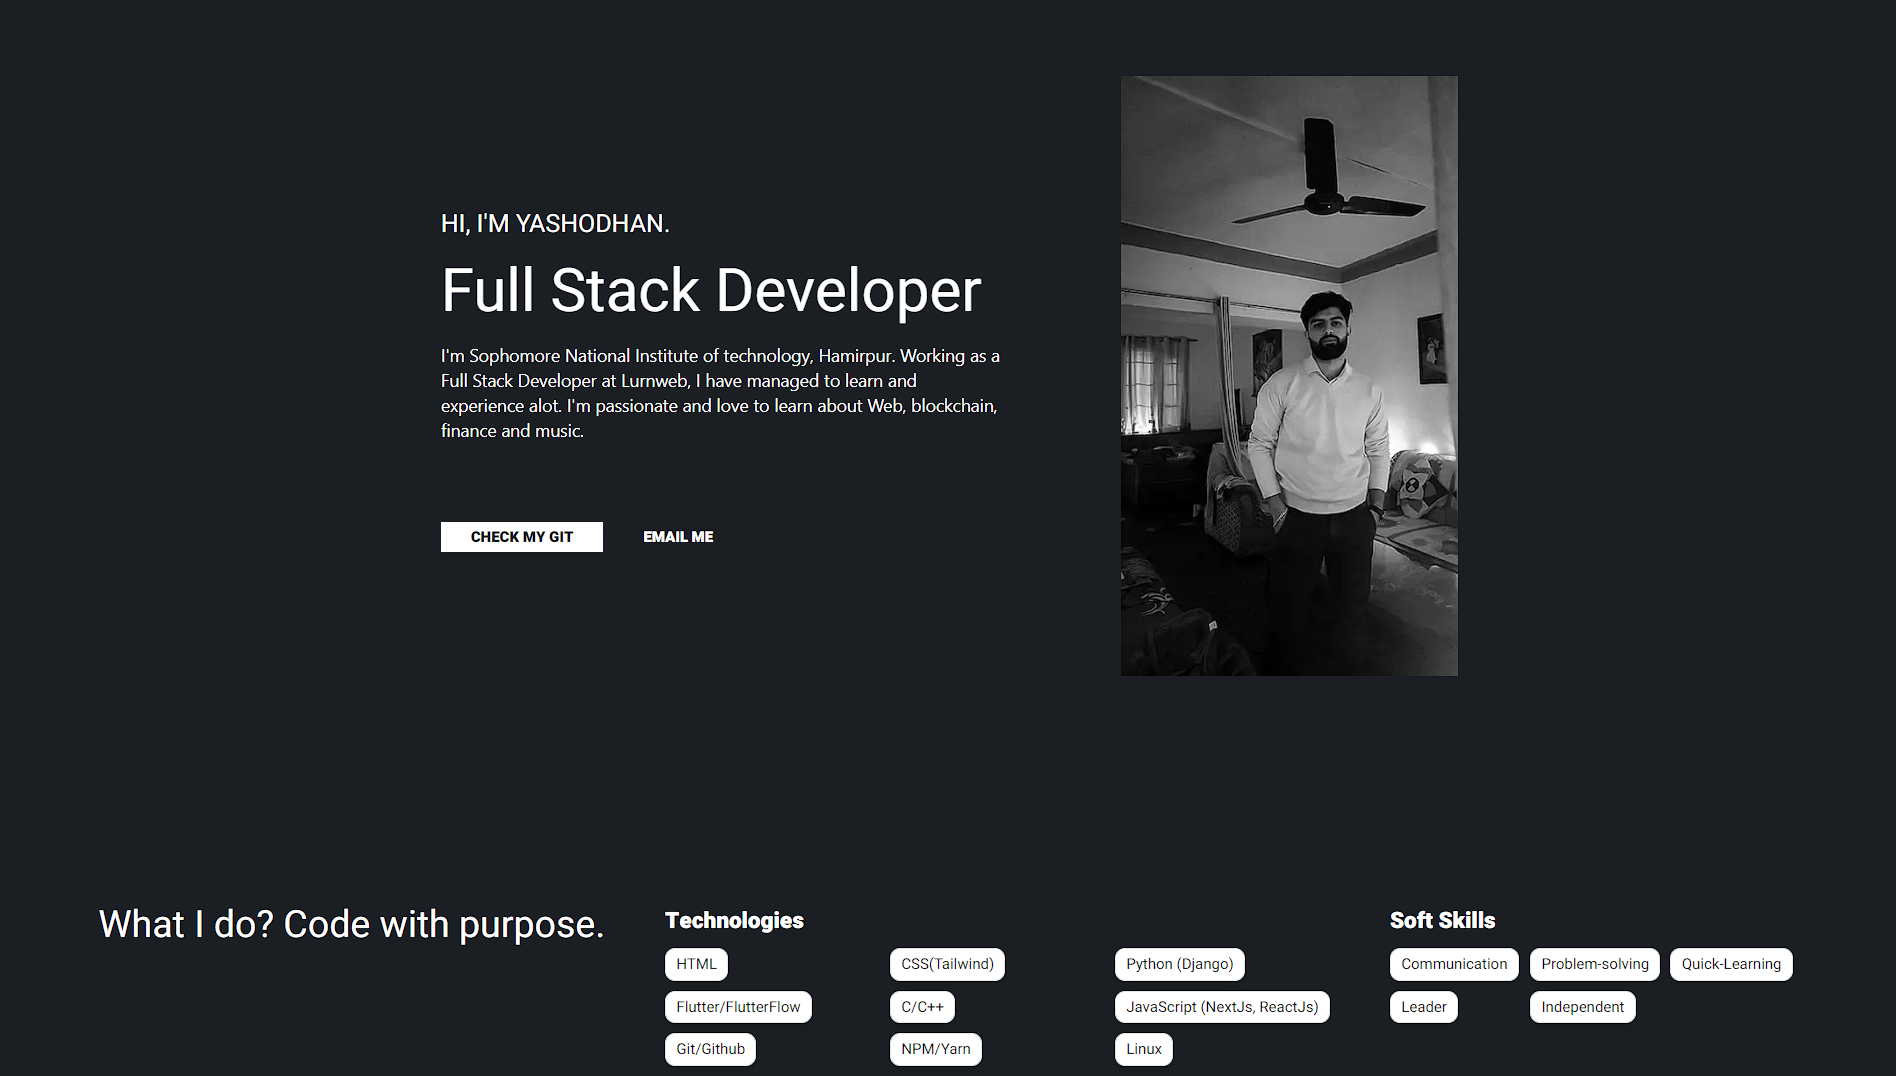 HI, I'M YASHODHAN.
Full Stack Developer
I'm Sophomore National Institute of technology, Hamirpur. Working as a
Full Stack Developer at Lurnweb, I have managed to learn and
experience alot. I'm passionate and love to learn about Web, blockchain,
finance and music.
CHECK MY GIT
EMAIL ME
What I do? Code with purpose.
Technologies
HTML
CSS(Tailwind)
Python (Django)
Flutter/FlutterFlow
C/C++
JavaScript (NextJs, ReactJs)
Git/Github
NPM/Yarn
Linux
Soft Skills
Communication
Problem-solving
Quick-Learning
Leader
Independent